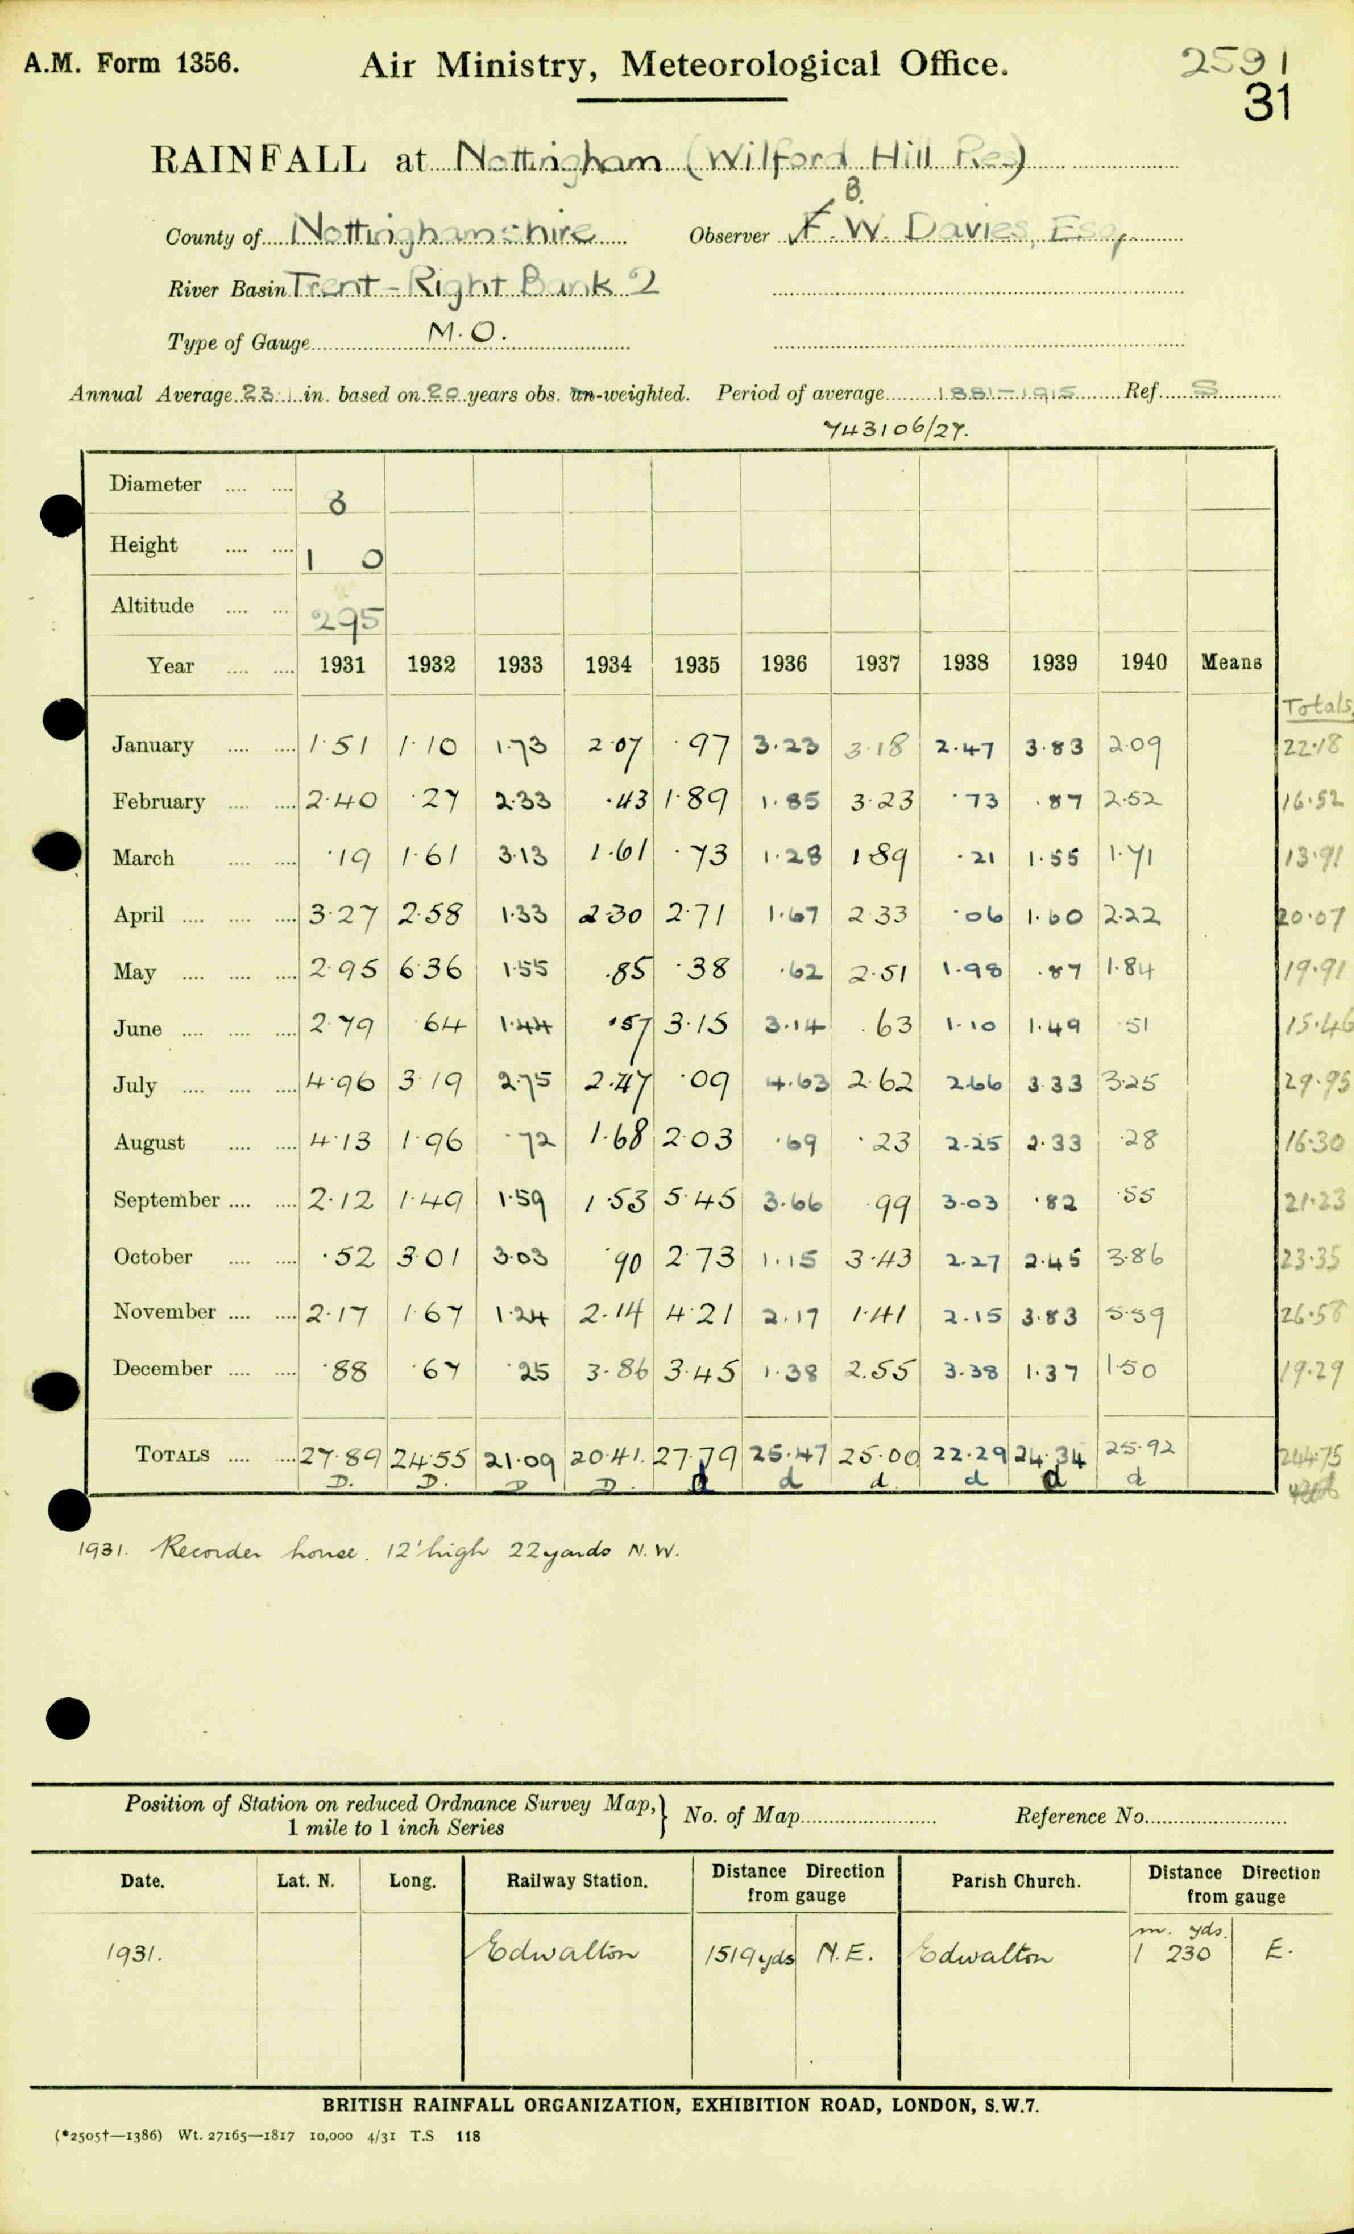 A.M. Form 1356. Air Ministry, Meteorological Office. 2591
31
RAINFALL at Nottingham (Wilford Hill Res)
B.
County of Nottinghamshire Observer F. W. Davies, Esq.
River Basin Trent - Right Bank 2
Type of Gauge M.O.
Annual Average 23.1 in. based on 20 years obs. un-weighted. Period of average 1881-1915 Ref. S
743106/27.
Diameter .... .... 8
Height .... .... 1 0
Altitude .... .... 295
Year .... .... 1931 1932 1933 1934 1935 1936 1937 1938 1939 1940 Means
Totals
January .... .... 1.51 1.10 1.73 2.07 .97 3.23 3.18 2.47 3.83 2.09 22.18
February .... .... 2.40 .27 2.33 .43 1.89 1.85 3.23 .73 .87 2.52 16.52
March .... .... .19 1.61 3.13 1.61 .73 1.28 1.89 .21 1.55 1.71 13.91
April .... .... .... 3.27 2.58 1.33 2.30 2.71 1.67 2.33 .06 1.60 2.22 20.07
May .... .... .... 2.95 6.36 1.55 .85 .38 .62 2.51 1.98 .87 1.84 19.91
June .... .... .... 2.79 .64 1.44 .57 3.15 3.14 .63 1.10 1.49 .51 15.46
July .... .... .... 4.96 3.19 2.75 2.47 .09 4.63 2.62 2.66 3.33 3.25 29.95
August .... .... 4.13 1.96 .72 1.68 2.03 .69 .23 2.25 2.33 .28 16.30
September .... .... 2.12 1.49 1.59 1.53 5.45 3.66 .99 3.03 .82 .55 21.23
October .... .... .52 3.01 3.03 .90 2.73 1.15 3.43 2.27 2.45 3.86 23.35
November .... .... 2.17 1.67 1.24 2.14 4.21 2.17 1.41 2.15 3.83 5.59 26.58
December .... .... .88 .67 .25 3.86 3.45 1.38 2.55 3.38 1.37 1.50 19.29
TOTALS .... .... 27.89 24.55 21.09 20.41 27.79 25.47 25.00 22.29 24.34 25.92 244.75
D. D. D D. d d d. d d d
1931. Recorder house. 12' high 22 yards N.W.
Position of Station on reduced Ordnance Survey Map, } No. of Map Reference No.
1 mile to 1 inch Series
Date. Lat. N. Long. Railway Station. Distance Direction Parish Church. Distance Direction
from gauge from gauge
m. yds.
1931. Edwalton 1519 yds N.E. Edwalton 1 230 E.
BRITISH RAINFALL ORGANIZATION, EXHIBITION ROAD, LONDON, S.W.7.
(*2505†—1386) Wt. 27165—1817 10,000 4/31 T.S 118